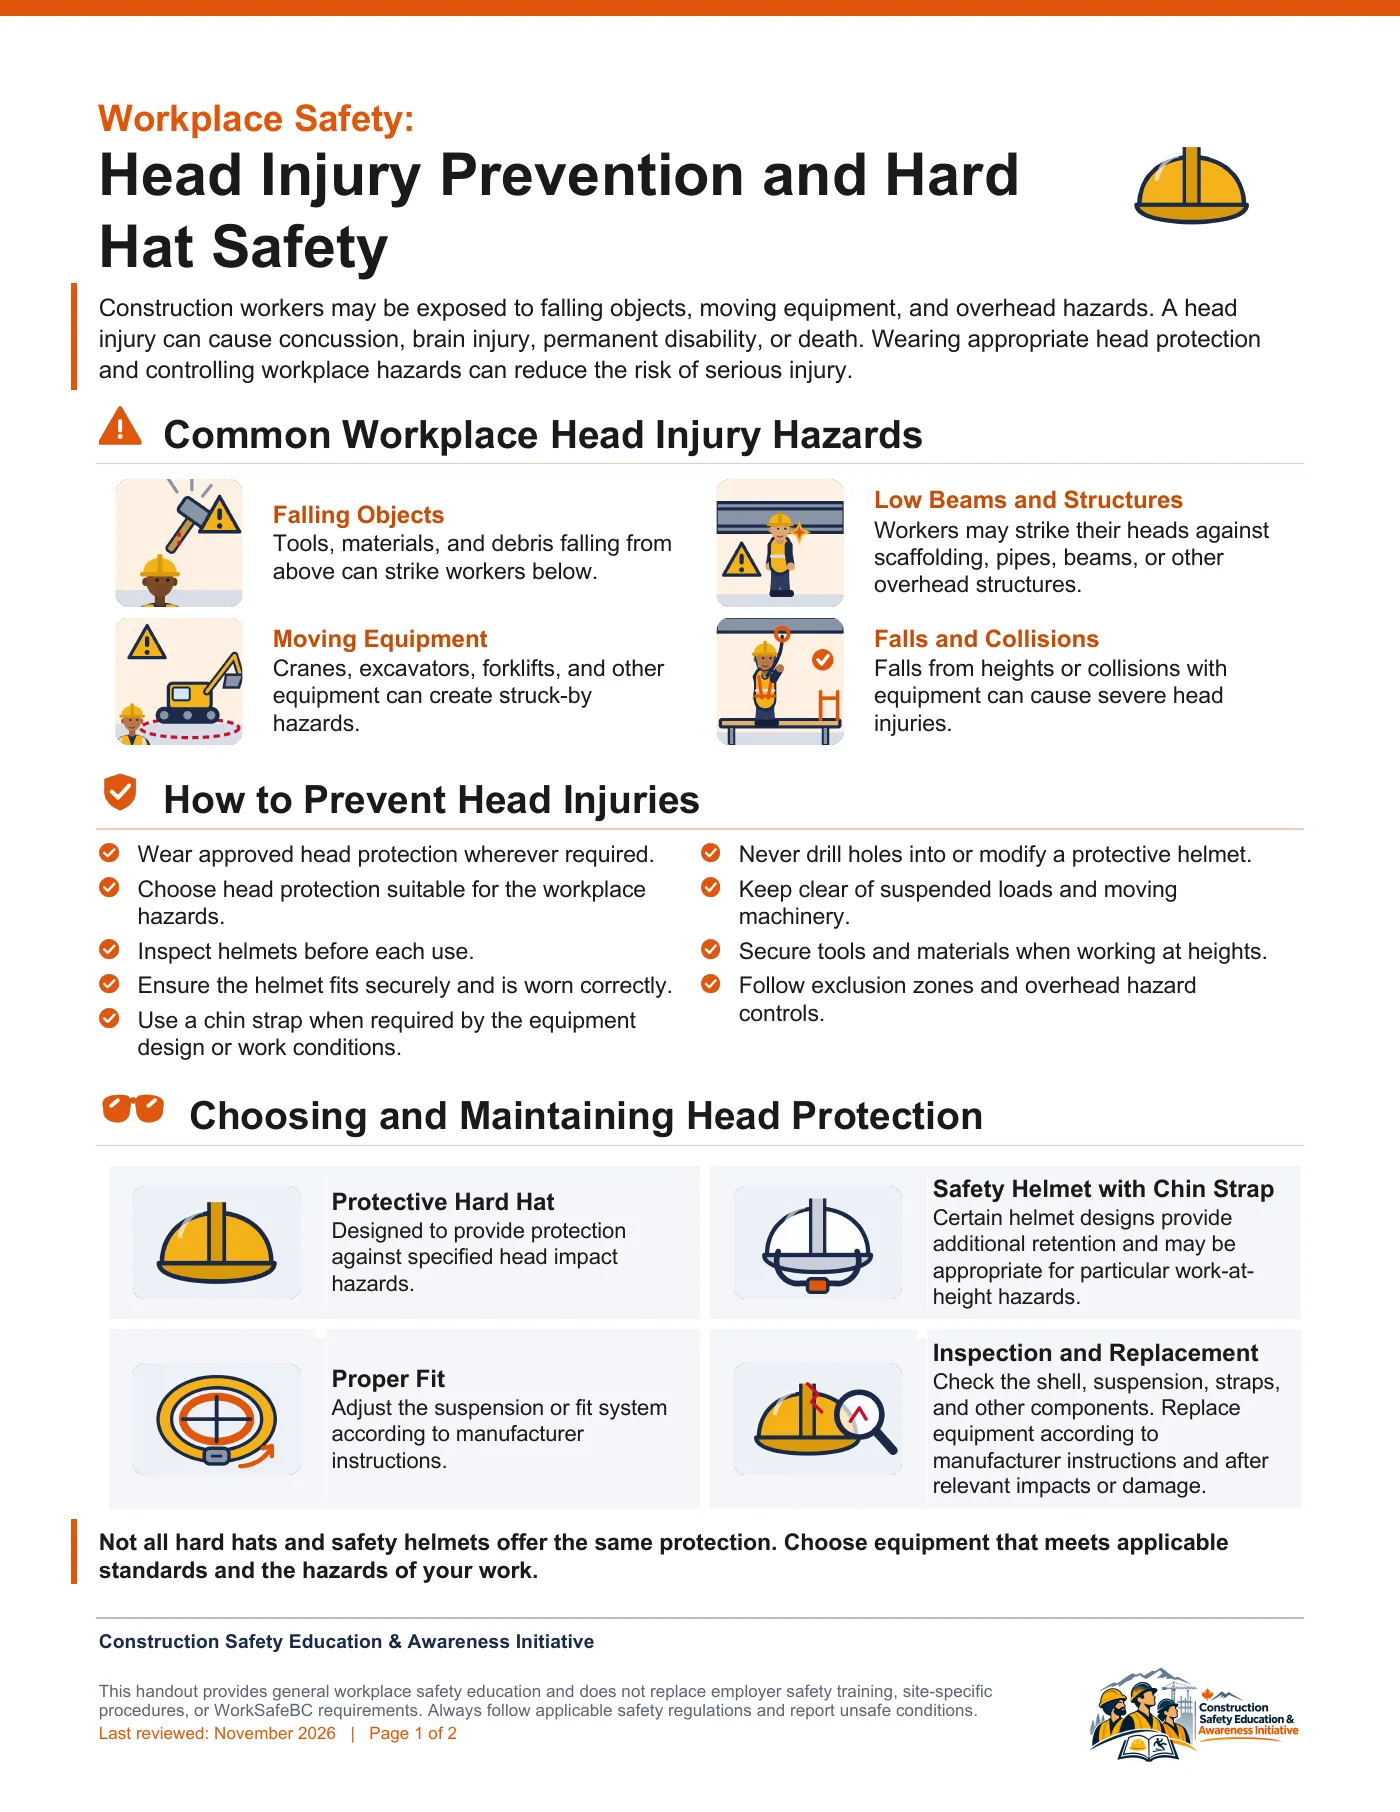 Workplace Safety:
Head Injury Prevention and Hard
Hat Safety
Construction workers may be exposed to falling objects, moving equipment, and overhead hazards. A head
injury can cause concussion, brain injury, permanent disability, or death. Wearing appropriate head protection
and controlling workplace hazards can reduce the risk of serious injury.
Common Workplace Head Injury Hazards
Falling Objects
Tools, materials, and debris falling from
above can strike workers below.
Low Beams and Structures
Workers may strike their heads against
scaffolding, pipes, beams, or other
overhead structures.
Moving Equipment
Cranes, excavators, forklifts, and other
equipment can create struck-by
hazards.
Falls and Collisions
Falls from heights or collisions with
equipment can cause severe head
injuries.
How to Prevent Head Injuries
Wear approved head protection wherever required.
Choose head protection suitable for the workplace
hazards.
Inspect helmets before each use.
Ensure the helmet fits securely and is worn correctly.
Use a chin strap when required by the equipment
design or work conditions.
Never drill holes into or modify a protective helmet.
Keep clear of suspended loads and moving
machinery.
Secure tools and materials when working at heights.
Follow exclusion zones and overhead hazard
controls.
Choosing and Maintaining Head Protection
Protective Hard Hat
Designed to provide protection
against specified head impact
hazards.
Safety Helmet with Chin Strap
Certain helmet designs provide
additional retention and may be
appropriate for particular work-at-
height hazards.
Proper Fit
Adjust the suspension or fit system
according to manufacturer
instructions.
Inspection and Replacement
Check the shell, suspension, straps,
and other components. Replace
equipment according to
manufacturer instructions and after
relevant impacts or damage.
Not all hard hats and safety helmets offer the same protection. Choose equipment that meets applicable
standards and the hazards of your work.
Construction Safety Education & Awareness Initiative
This handout provides general workplace safety education and does not replace employer safety training, site-specific
procedures, or WorkSafeBC requirements. Always follow applicable safety regulations and report unsafe conditions.
Last reviewed: November 2026 | Page 1 of 2
Construction
Safety Education &
Awareness Initiative